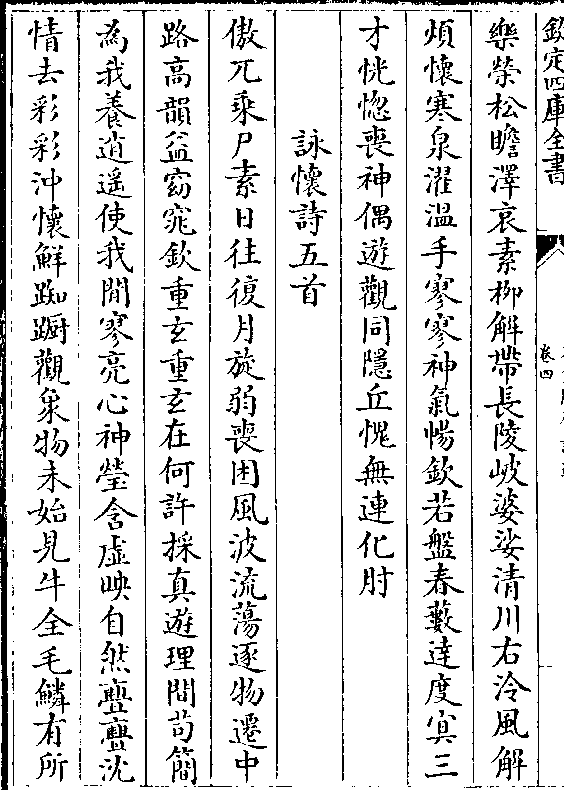 欽定四庫全書
卷四
樂榮松瞻澤哀素柳解帶長陵岥婆娑清川右泠風解
煩懷寒泉濯溫手寥寥神氣暢欽若盤春藪達度冥三
才恍惚喪神偶遊觀同隱丘愧無連化肘
詠懷詩五首
傲兀乗尸素日往復月旋弱喪困風波流蕩逐物遷中
路高韻益窈窕欽重玄重玄在何許採真遊理間苟簡
為我養逍遥使我閒寥亮心神瑩含虛映自然亹亹沈
情去彩彩沖懷鮮踟蹰觀象物未始見牛全毛鱗有所